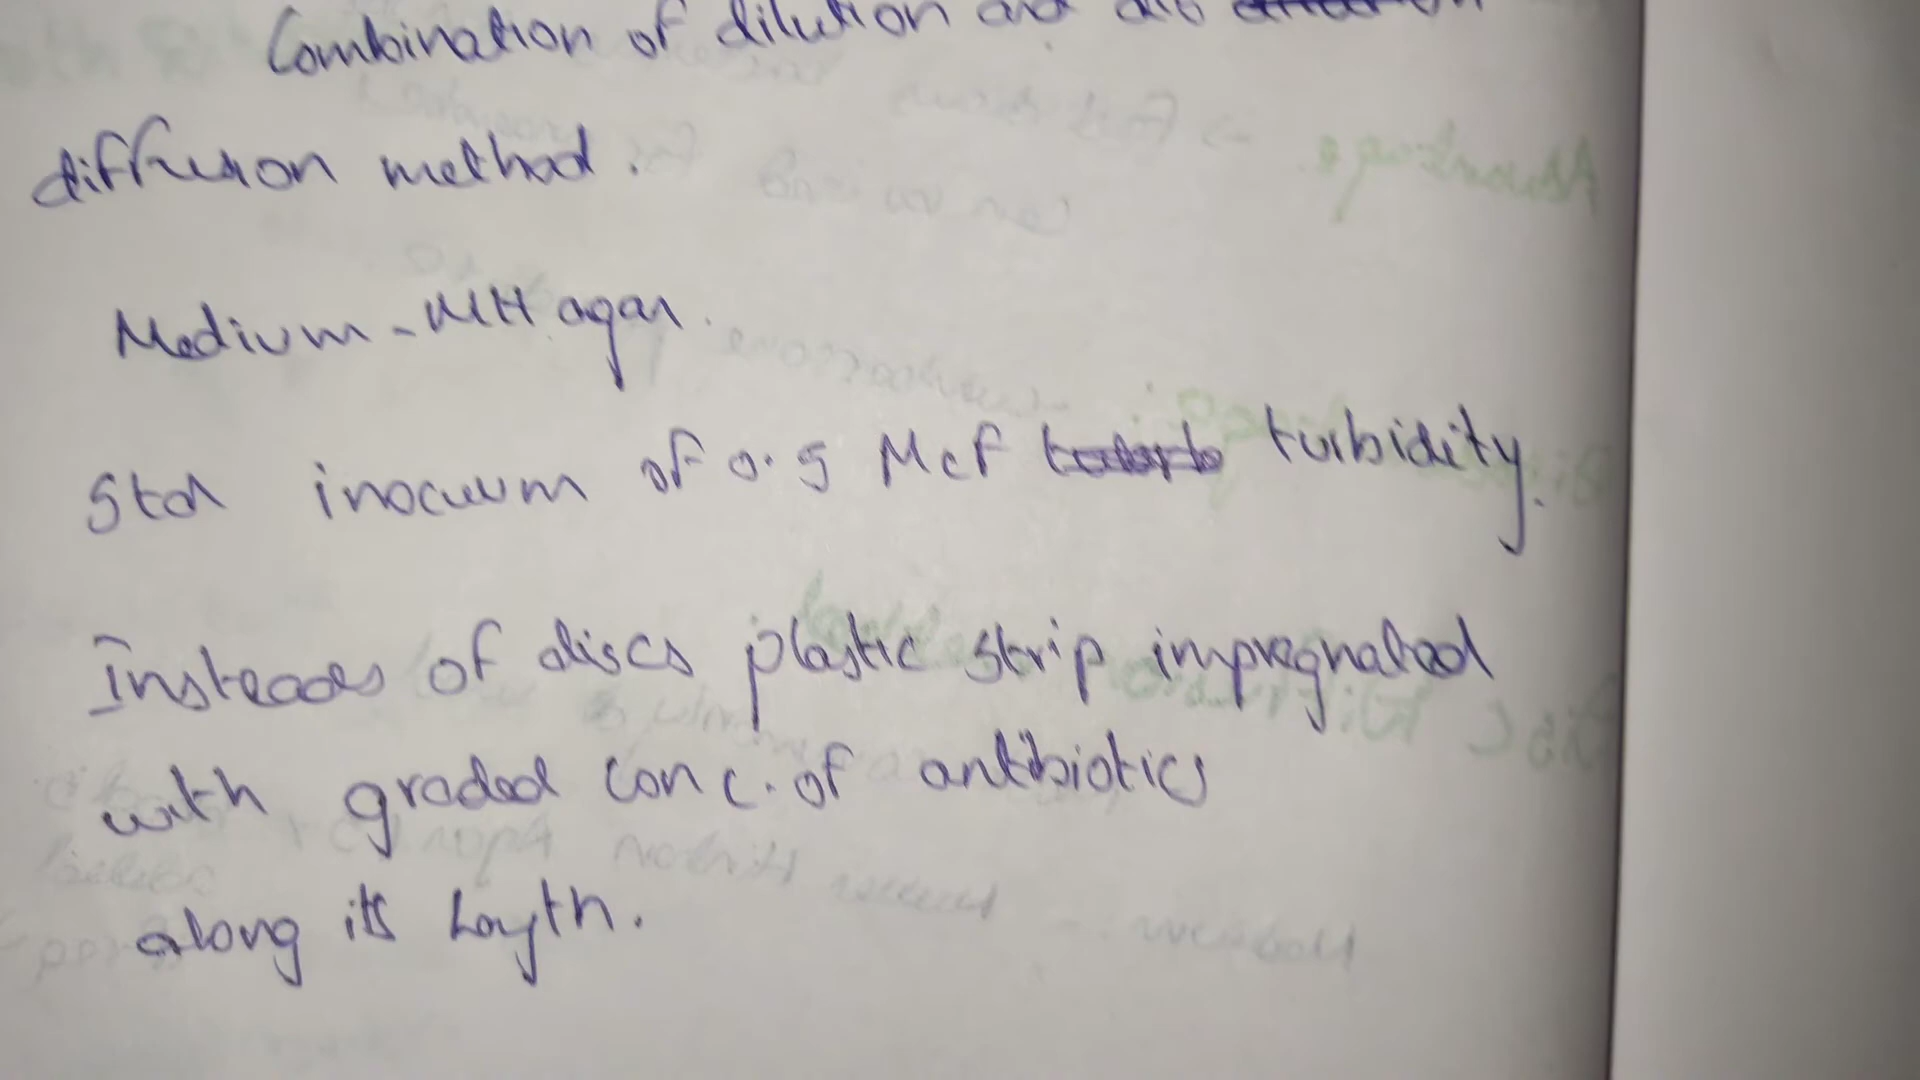 Combination of dilution and
diffusion method.
Medium - MH agar.
Std inoculum of 0.5 McF turbidity.
Insteads of discs plastic strip impregnated
with graded conc. of antibiotics
along its length.